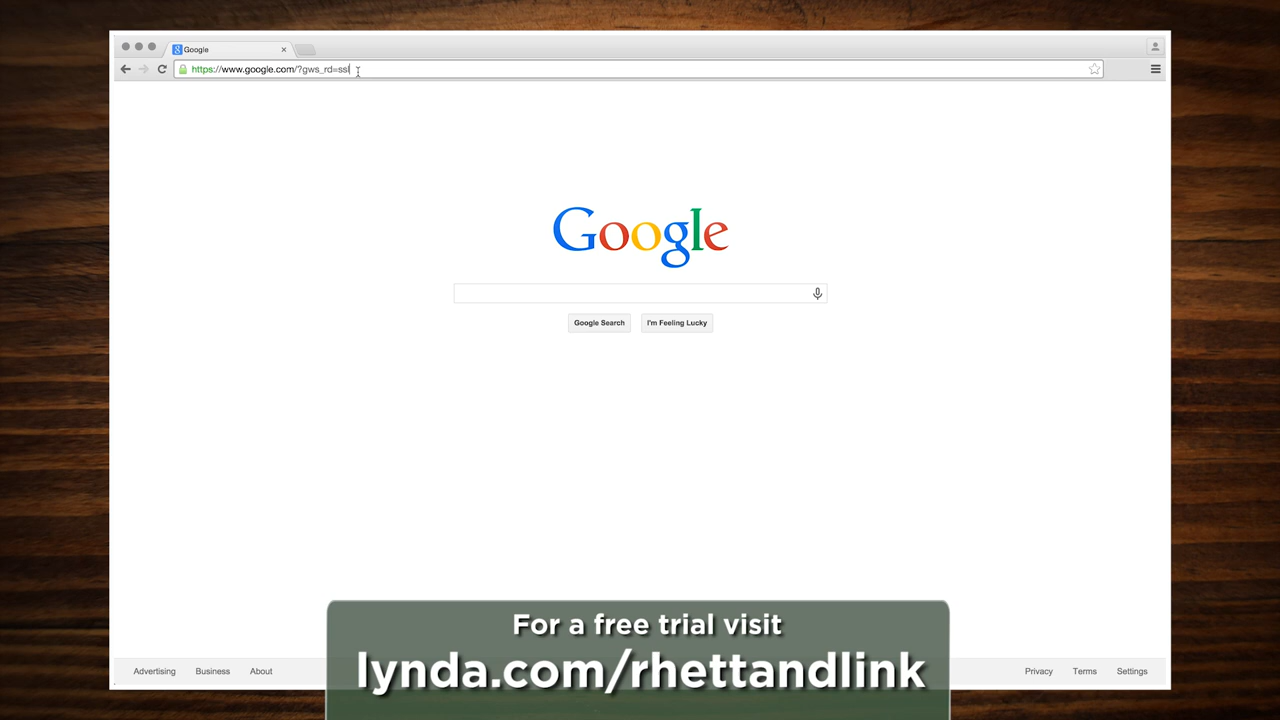 Google
https://www.google.com/?gws_rd=ssl
Google
Google Search
I'm Feeling Lucky
For a free trial visit
lynda.com/rhettandlink
Advertising
Business
About
Privacy
Terms
Settings